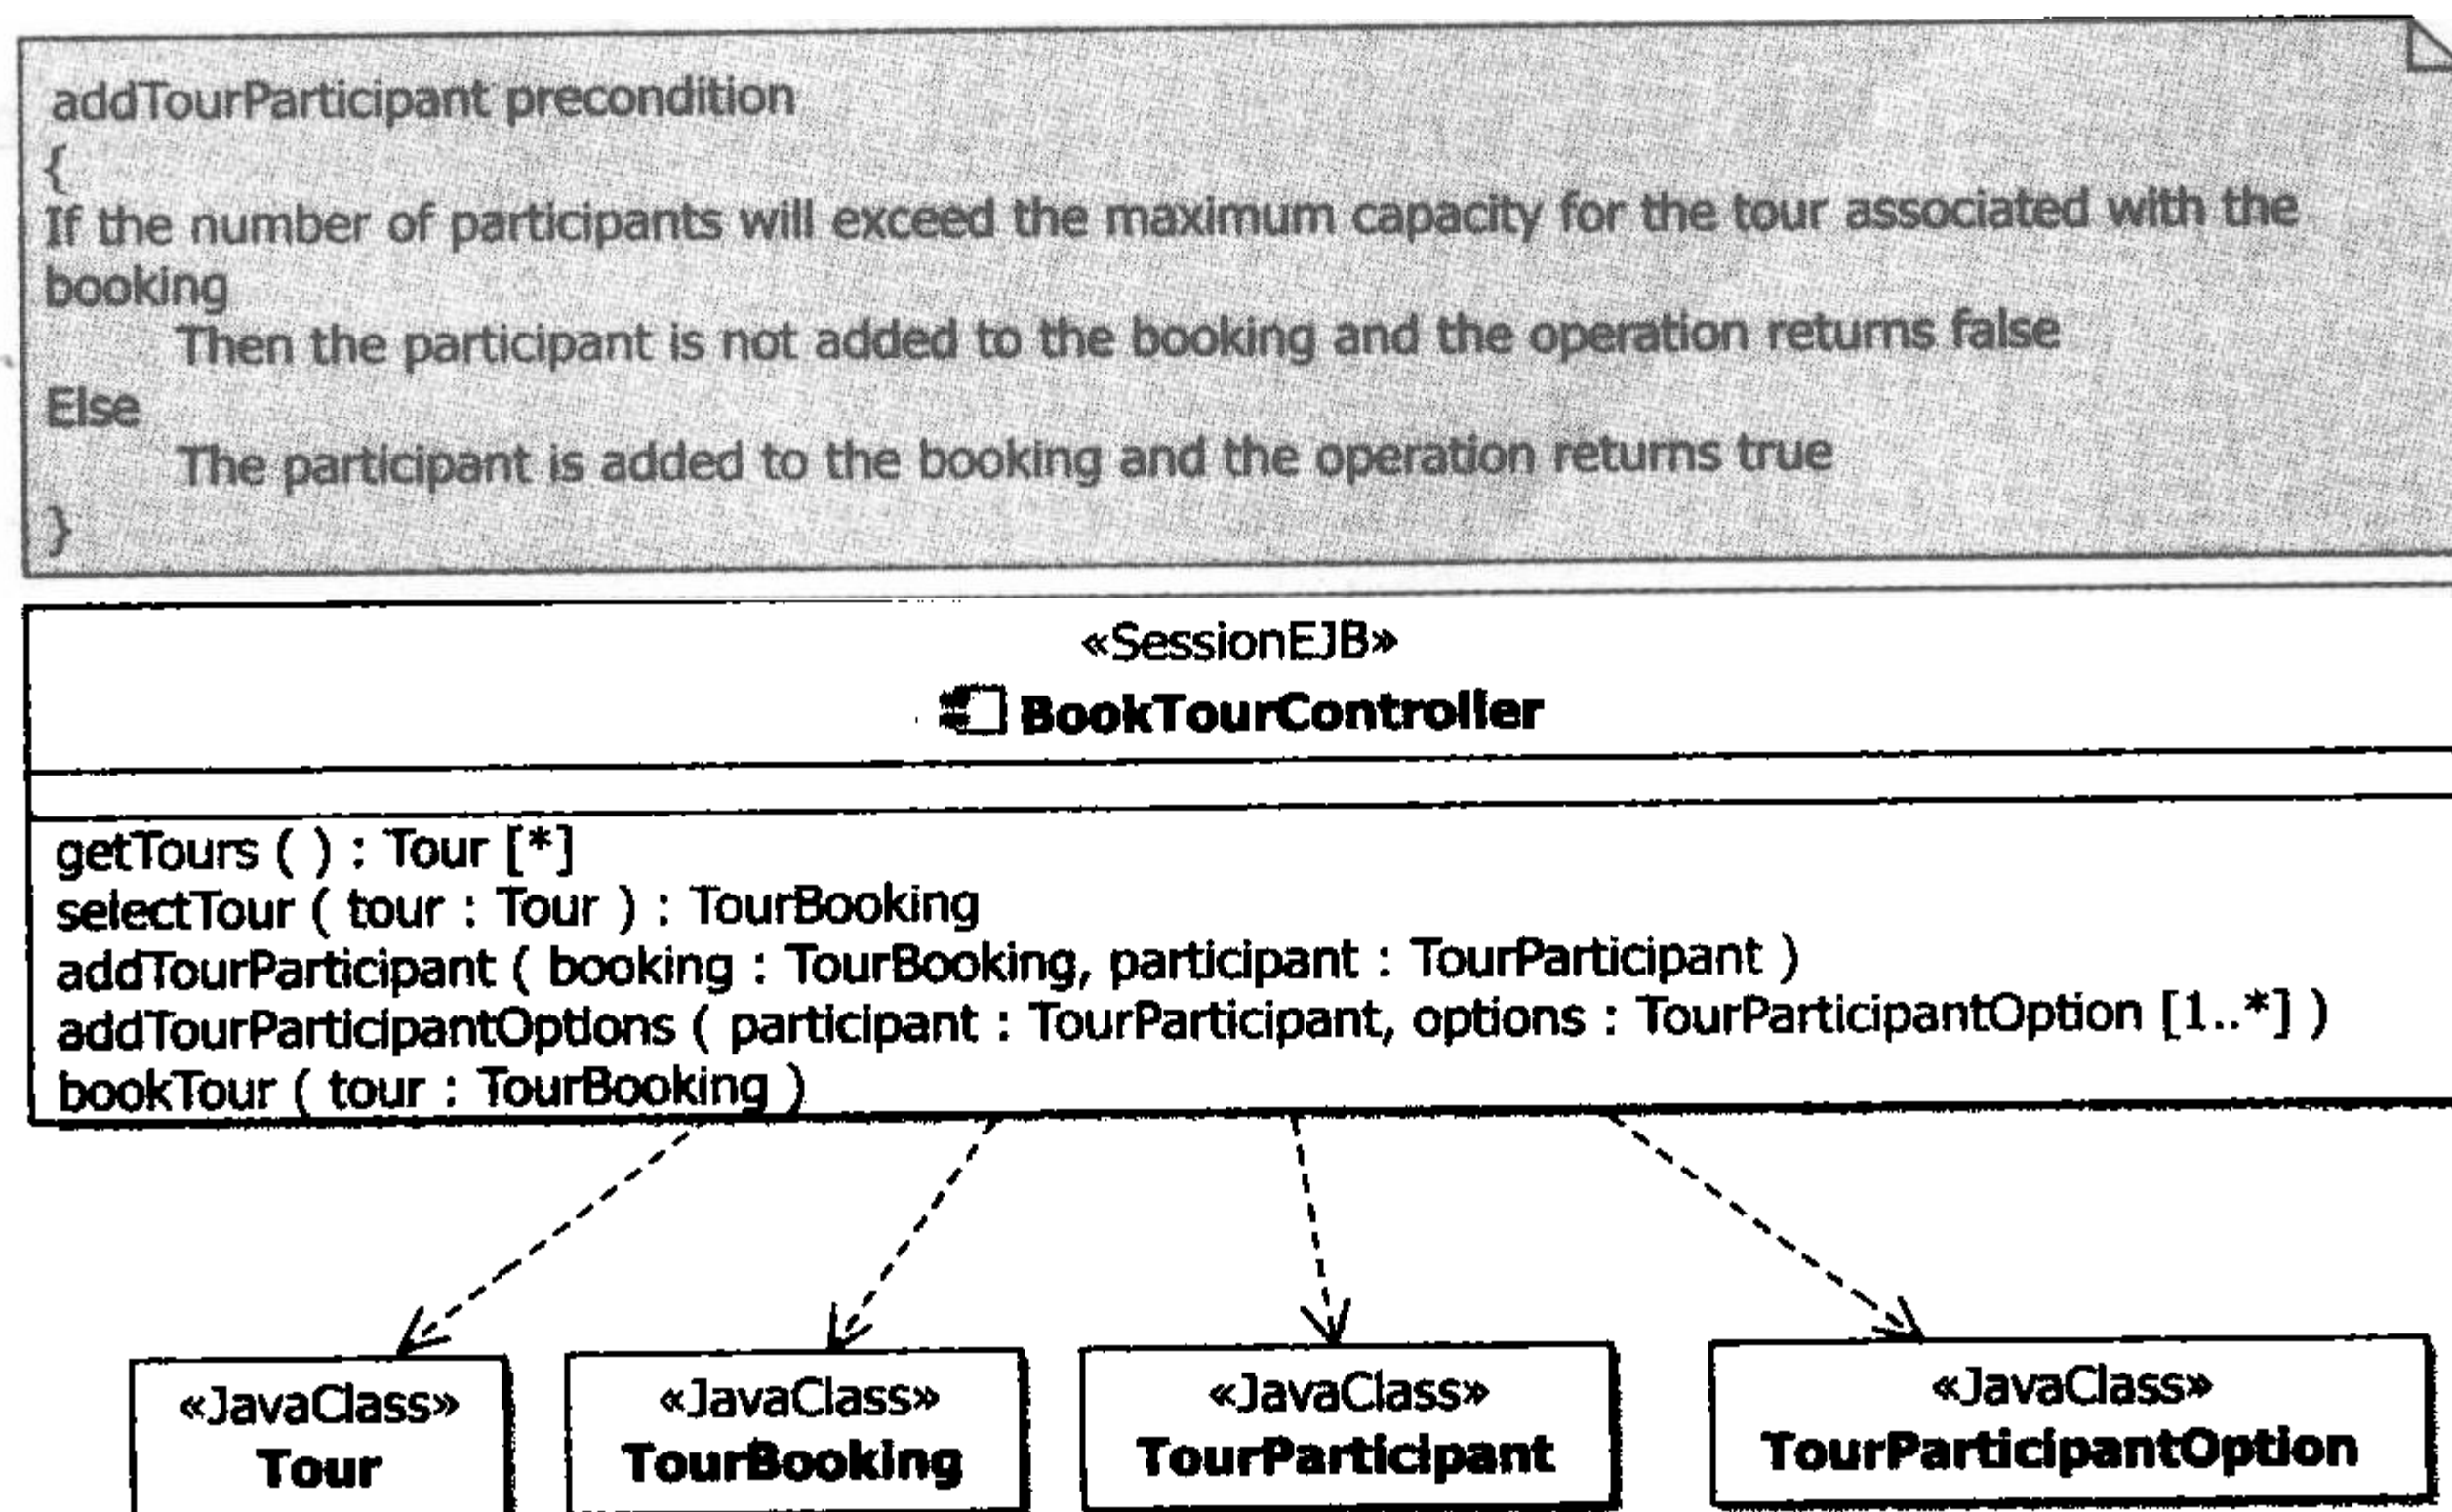 addTourParticipant precondition
{
If the number of participants will exceed the maximum capacity for the tour associated with the
booking
Then the participant is not added to the booking and the operation returns false
Else
The participant is added to the booking and the operation returns true
}
«SessionEJB»
BookTourController
getTours ( ) : Tour [*]
selectTour ( tour : Tour ) : TourBooking
addTourParticipant ( booking : TourBooking, participant : TourParticipant )
addTourParticipantOptions ( participant : TourParticipant, options : TourParticipantOption [1..*] )
bookTour ( tour : TourBooking )
«JavaClass»
Tour
«JavaClass»
TourBooking
«JavaClass»
TourParticipant
«JavaClass»
TourParticipantOption